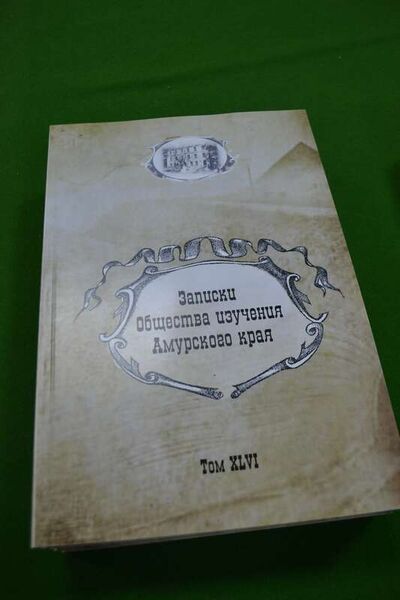 Записки
Общества изучения
Амурского края
Том XLVI